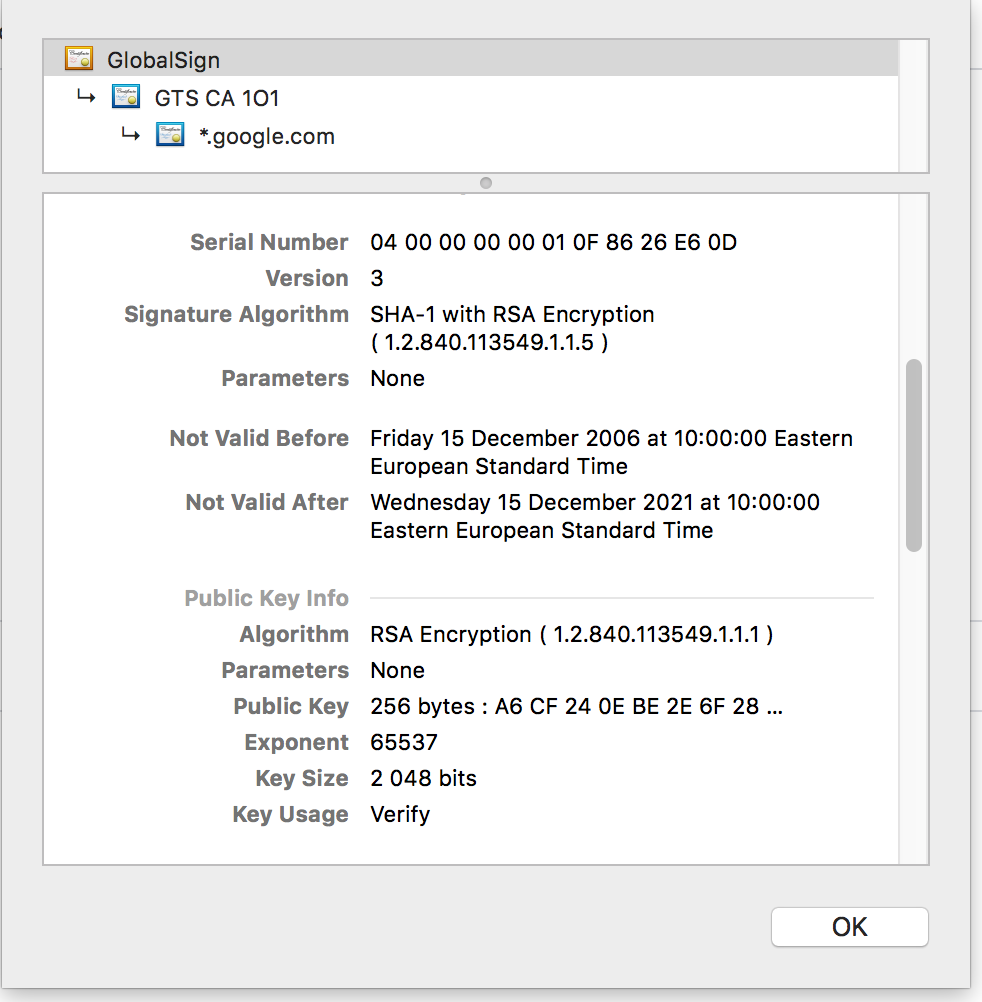 GlobalSign
↳ GTS CA 1O1
↳ *.google.com
Serial Number 04 00 00 00 00 01 0F 86 26 E6 0D
Version 3
Signature Algorithm SHA-1 with RSA Encryption
( 1.2.840.113549.1.1.5 )
Parameters None
Not Valid Before Friday 15 December 2006 at 10:00:00 Eastern
European Standard Time
Not Valid After Wednesday 15 December 2021 at 10:00:00
Eastern European Standard Time
Public Key Info
Algorithm RSA Encryption ( 1.2.840.113549.1.1.1 )
Parameters None
Public Key 256 bytes : A6 CF 24 0E BE 2E 6F 28 ...
Exponent 65537
Key Size 2 048 bits
Key Usage Verify
OK